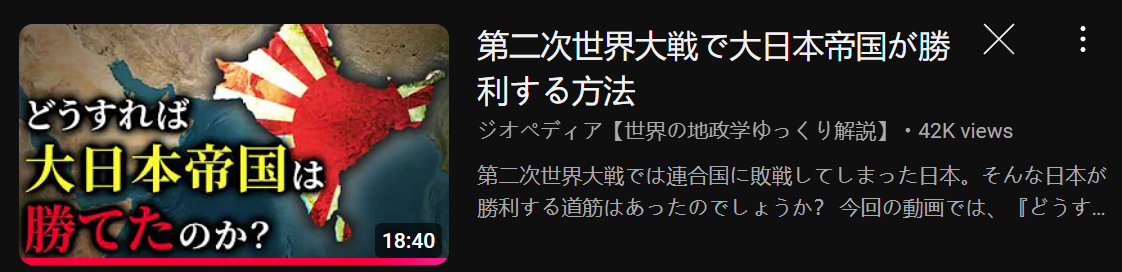 どうすれば
大日本帝国は
勝てたのか?
18:40
第二次世界大戦で大日本帝国が勝
利する方法
ジオペディア【世界の地政学ゆっくり解説】・42K views
第二次世界大戦では連合国に敗戦してしまった日本。そんな日本が
勝利する道筋はあったのでしょうか? 今回の動画では、『どうす...